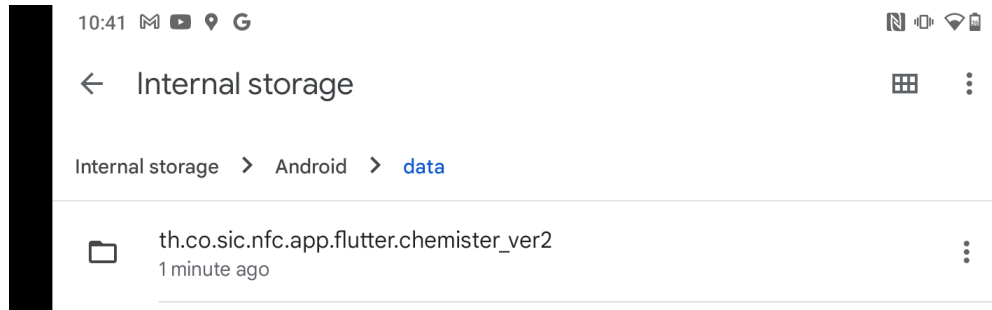 10:41
Internal storage
Internal storage > Android > data
th.co.sic.nfc.app.flutter.chemister_ver2
1 minute ago